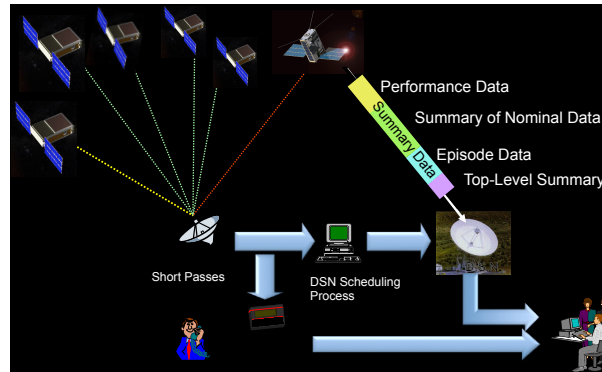 Performance Data
Summary of Nominal Data
Summary Data
Episode Data
Top-Level Summary
Short Passes
DSN Scheduling
Process